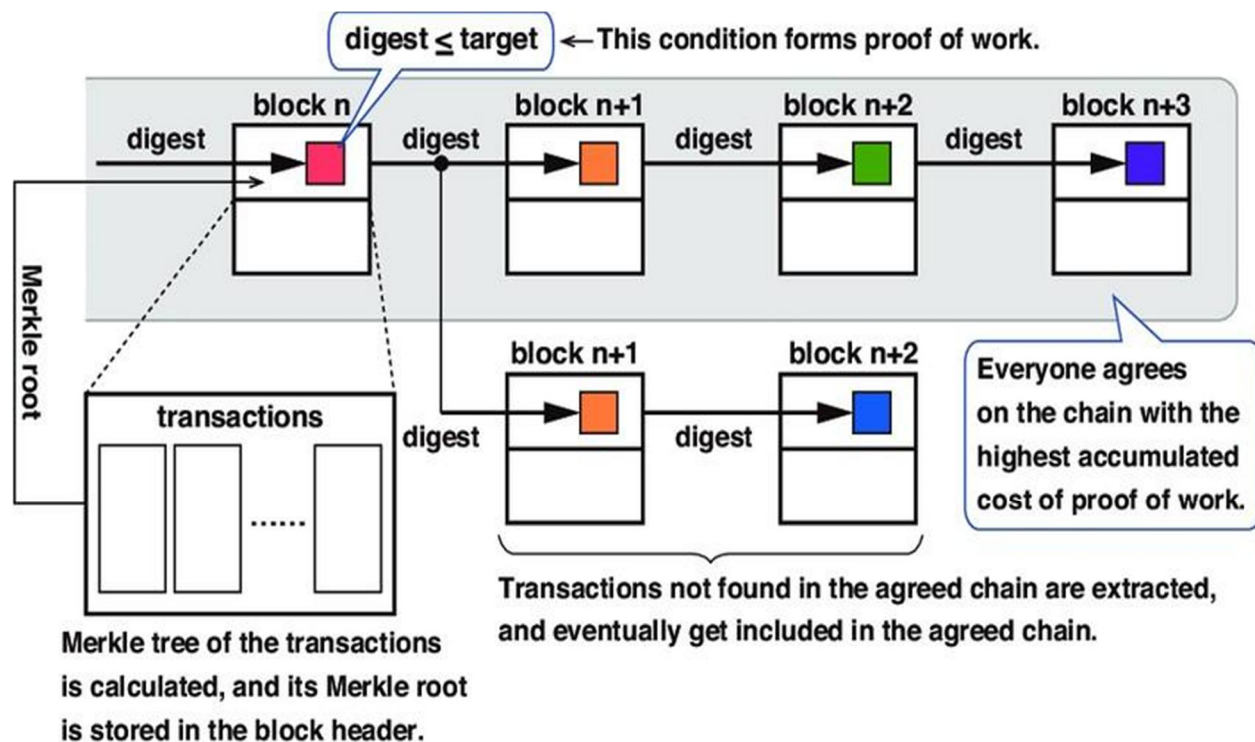 digest ≤ target
This condition forms proof of work.
block n
block n+1
block n+2
block n+3
digest
digest
digest
digest
Merkle root
block n+1
block n+2
digest
digest
Everyone agrees
on the chain with the
highest accumulated
cost of proof of work.
transactions
......
Transactions not found in the agreed chain are extracted,
and eventually get included in the agreed chain.
Merkle tree of the transactions
is calculated, and its Merkle root
is stored in the block header.